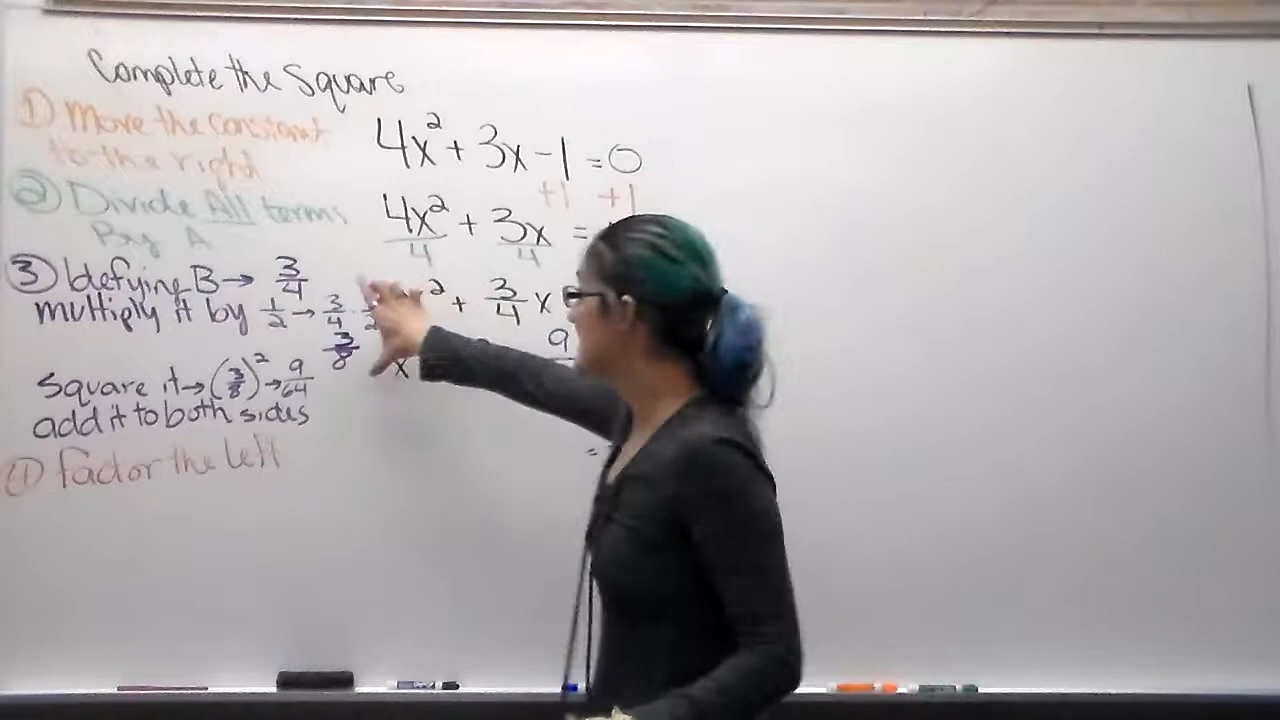 Complete the Square
① Move the constant
to the right
② Divide All terms
By A
③ Idefying B→ 3/4
multiply it by 1/2 → 3/4 · 1/2
3/8
square it→(3/8)²→9/64
add it to both sides
④ factor the left
4x² + 3x - 1 = 0
+1 +1
4x²/4 + 3x/4 =
² + 3/4 x
x 9
=